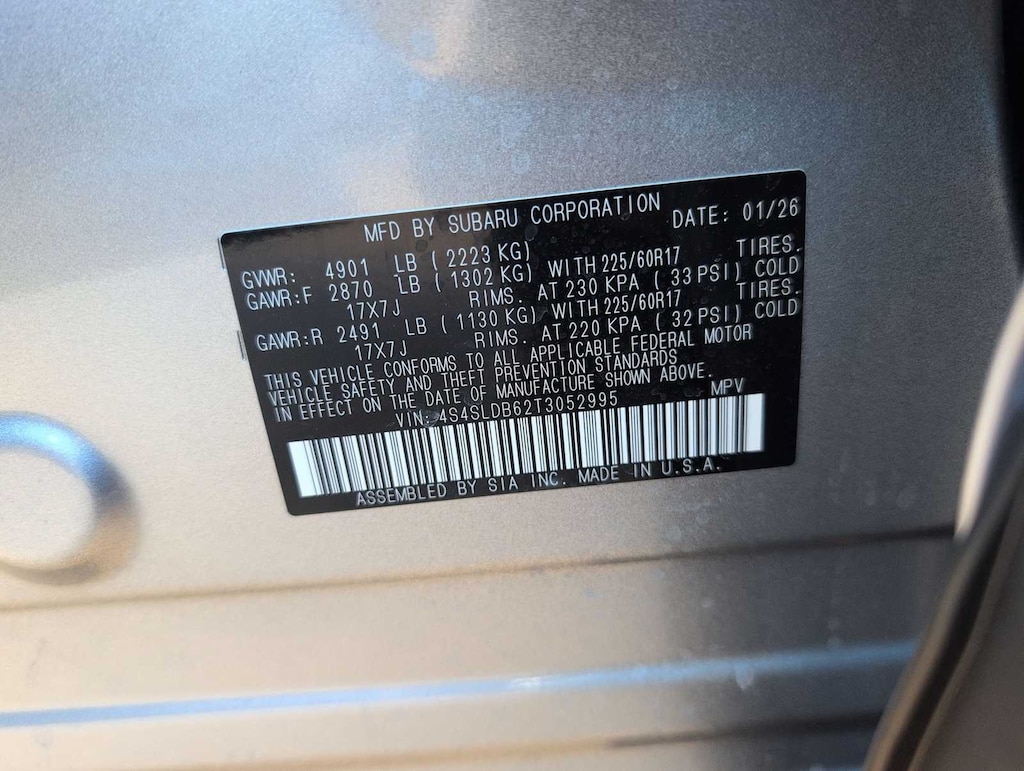 MFD BY SUBARU CORPORATION DATE: 01/26
GVWR: 4901 LB ( 2223 KG)
GAWR:F 2870 LB ( 1302 KG) WITH 225/60R17 TIRES.
17X7J RIMS. AT 230 KPA ( 33 PSI) COLD
GAWR:R 2491 LB ( 1130 KG) WITH 225/60R17 TIRES.
17X7J RIMS. AT 220 KPA ( 32 PSI) COLD
THIS VEHICLE CONFORMS TO ALL APPLICABLE FEDERAL MOTOR
VEHICLE SAFETY AND THEFT PREVENTION STANDARDS
IN EFFECT ON THE DATE OF MANUFACTURE SHOWN ABOVE.
VIN: 4S4SLDB62T3052995 MPV
ASSEMBLED BY SIA INC. MADE IN U.S.A.